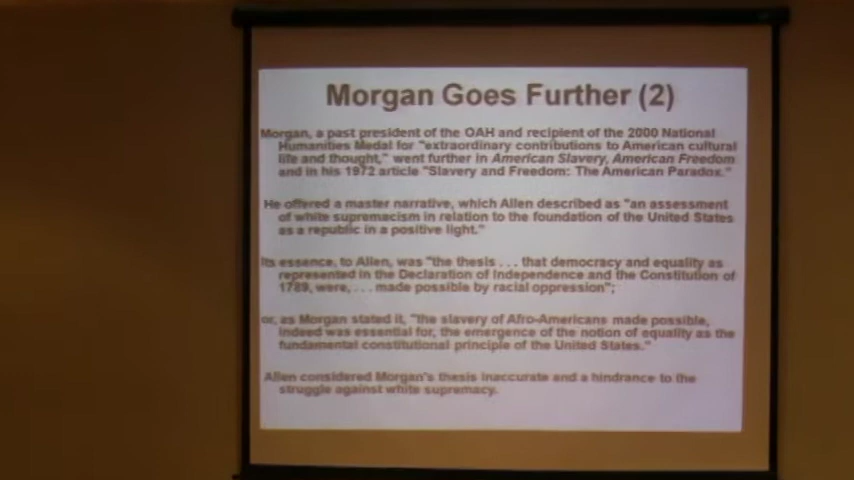 Morgan Goes Further (2)
Morgan, a past president of the OAH and recipient of the 2000 National
Humanities Medal for "extraordinary contributions to American cultural
life and thought," went further in American Slavery, American Freedom
and in his 1972 article "Slavery and Freedom: The American Paradox."
He offered a master narrative, which Allen described as "an assessment
of white supremacism in relation to the foundation of the United States
as a republic in a positive light."
Its essence, to Allen, was "the thesis . . . that democracy and equality as
represented in the Declaration of Independence and the Constitution of
1789, were, . . . made possible by racial oppression";
or, as Morgan stated it, "the slavery of Afro-Americans made possible,
indeed was essential for, the emergence of the notion of equality as the
fundamental constitutional principle of the United States."
Allen considered Morgan's thesis inaccurate and a hindrance to the
struggle against white supremacy.